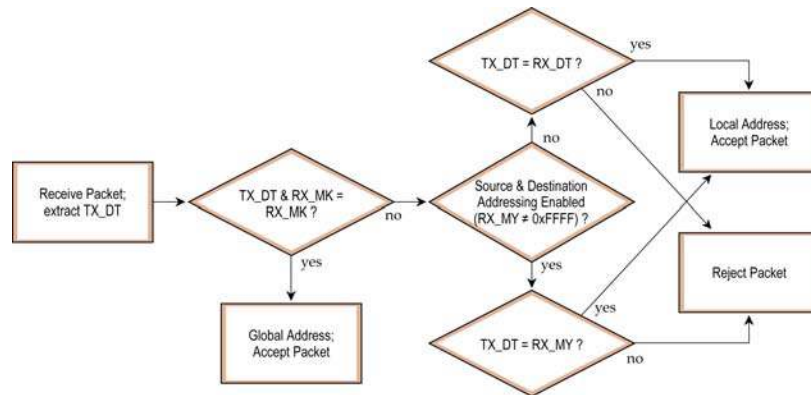 Receive Packet;
extract TX_DT
TX_DT & RX_MK =
RX_MK ?
yes
no
Global Address;
Accept Packet
Source & Destination
Addressing Enabled
(RX_MY ≠ 0xFFFF) ?
no
yes
TX_DT = RX_DT ?
yes
no
TX_DT = RX_MY ?
yes
no
Local Address;
Accept Packet
Reject Packet